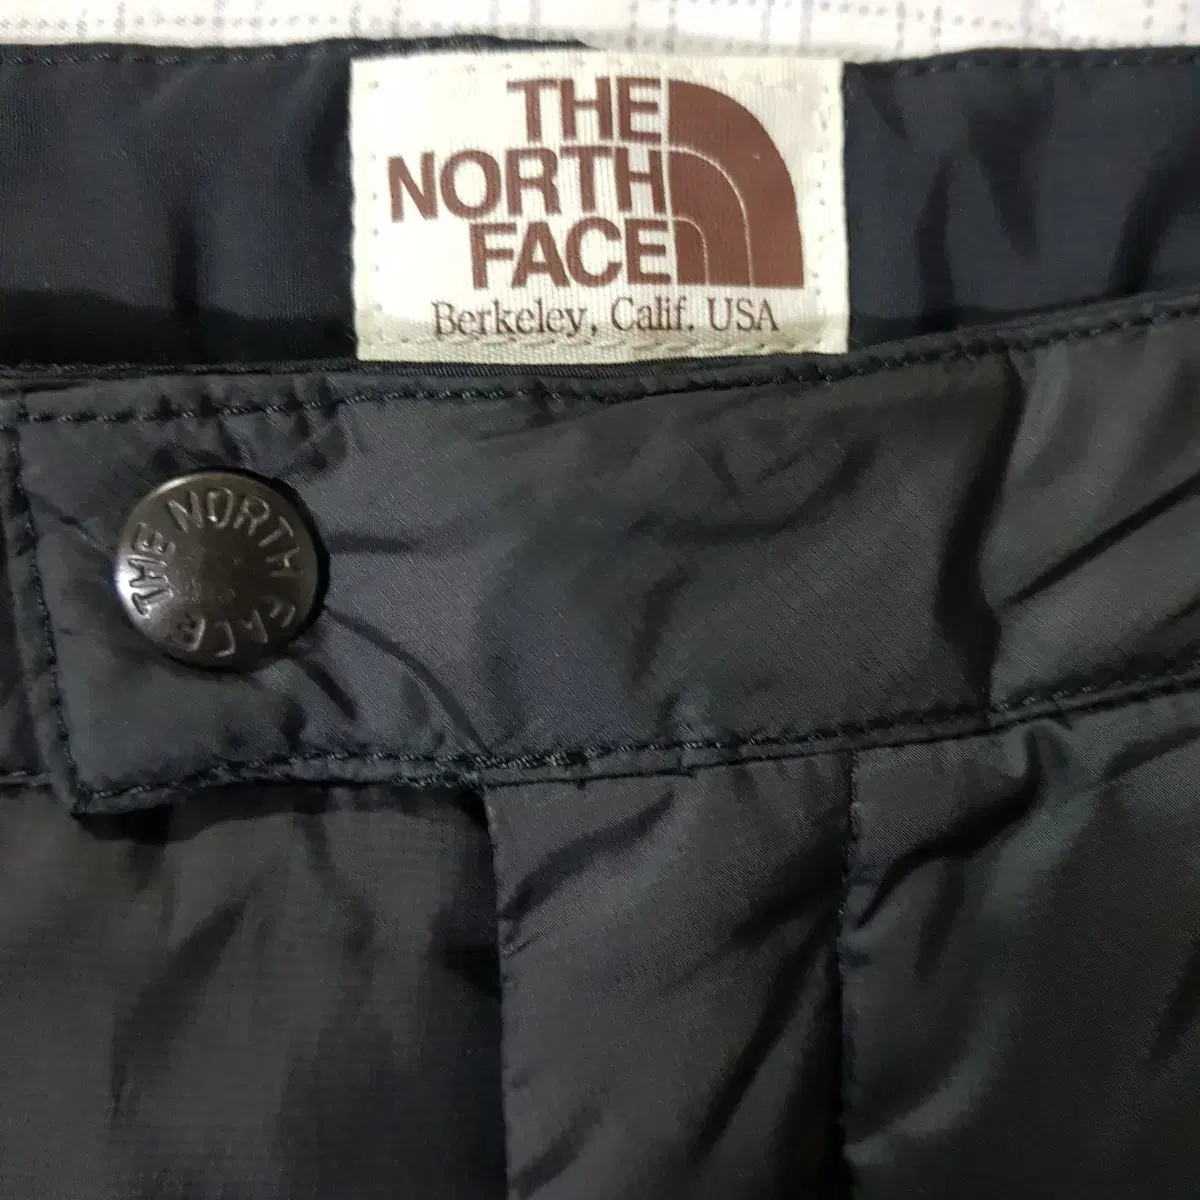 THE
NORTH
FACE
Berkeley, Calif. USA
THE NORTH FACE